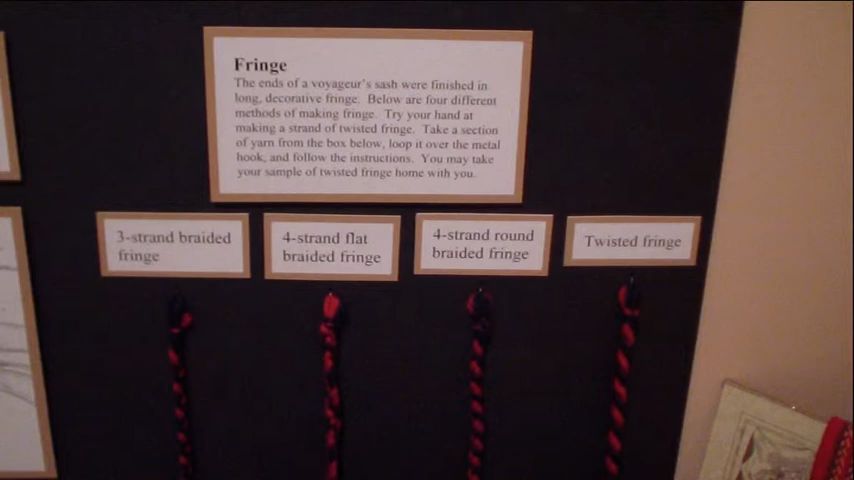 Fringe
The ends of a voyageur's sash were finished in
long, decorative fringe. Below are four different
methods of making fringe. Try your hand at
making a strand of twisted fringe. Take a section
of yarn from the box below, loop it over the metal
hook, and follow the instructions. You may take
your sample of twisted fringe home with you.
3-strand braided
fringe
4-strand flat
braided fringe
4-strand round
braided fringe
Twisted fringe